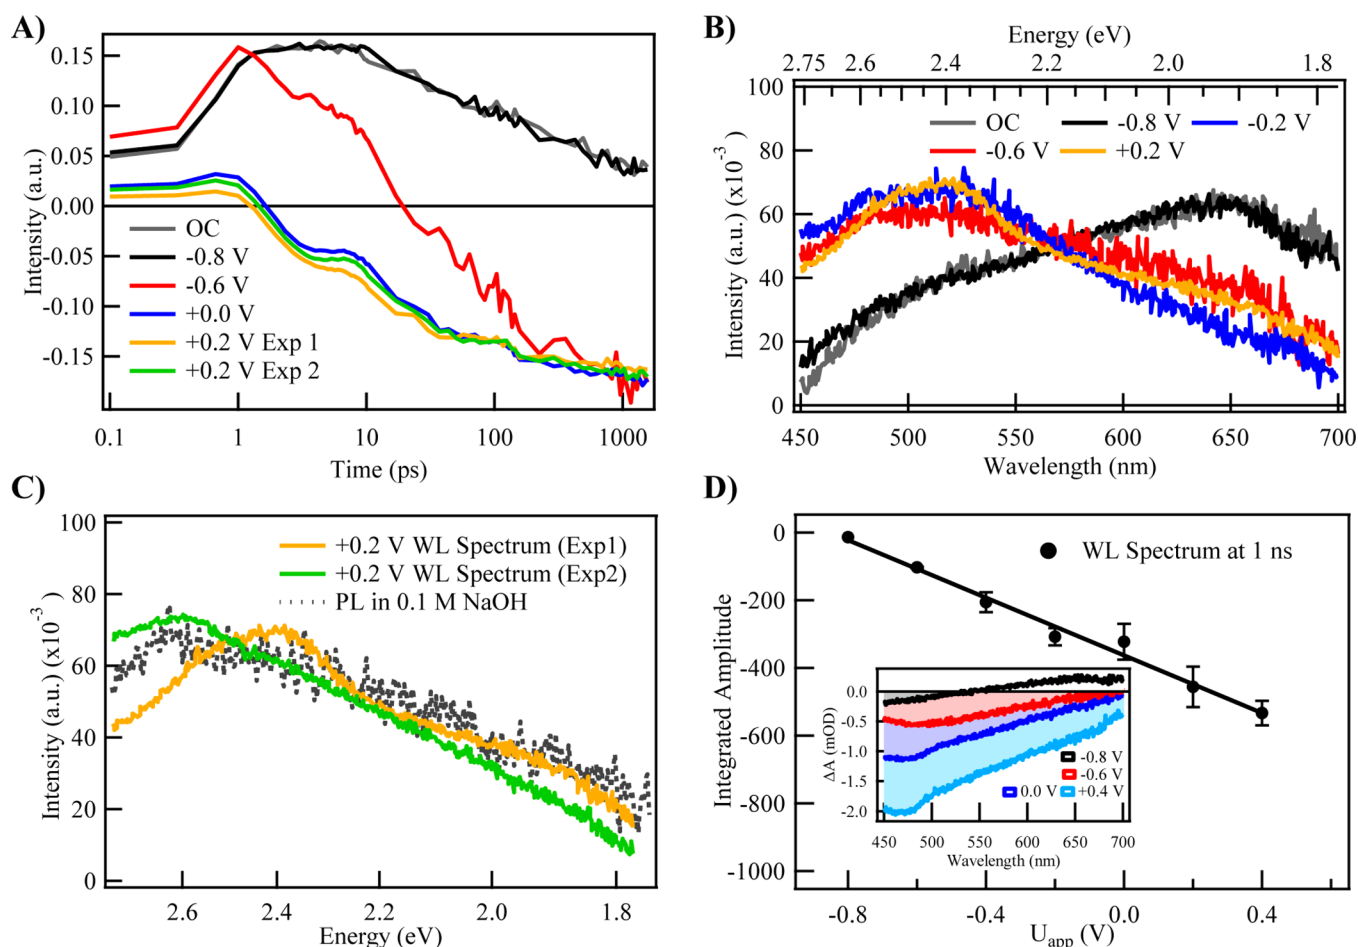 A)
Intensity (a.u.)
0.15
0.10
0.05
0.00
-0.05
-0.10
-0.15
OC
-0.8 V
-0.6 V
+0.0 V
+0.2 V Exp 1
+0.2 V Exp 2
0.1 1 10 100 1000
Time (ps)
B)
Energy (eV)
2.75 2.6 2.4 2.2 2.0 1.8
Intensity (a.u.) (x10⁻³)
100
80
60
40
20
0
OC -0.8 V -0.2 V
-0.6 V +0.2 V
450 500 550 600 650 700
Wavelength (nm)
C)
Intensity (a.u.) (x10⁻³)
100
80
60
40
20
0
+0.2 V WL Spectrum (Exp1)
+0.2 V WL Spectrum (Exp2)
PL in 0.1 M NaOH
2.6 2.4 2.2 2.0 1.8
Energy (eV)
D)
Integrated Amplitude
0
-200
-400
-600
-800
-1000
WL Spectrum at 1 ns
ΔA (mOD)
0.0
-0.5
-1.0
-1.5
-2.0
-0.8 V
-0.6 V
0.0 V +0.4 V
450 500 550 600 650 700
Wavelength (nm)
-0.8 -0.4 0.0 0.4
Uapp (V)